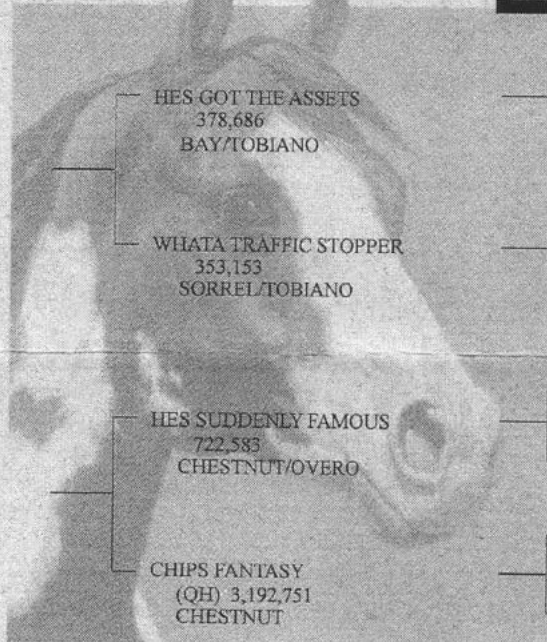 HES GOT THE ASSETS
378,686
BAY/TOBIANO
WHATA TRAFFIC STOPPER
353,153
SORREL/TOBIANO
HES SUDDENLY FAMOUS
722,583
CHESTNUT/OVERO
CHIPS FANTASY
(QH) 3,192,751
CHESTNUT